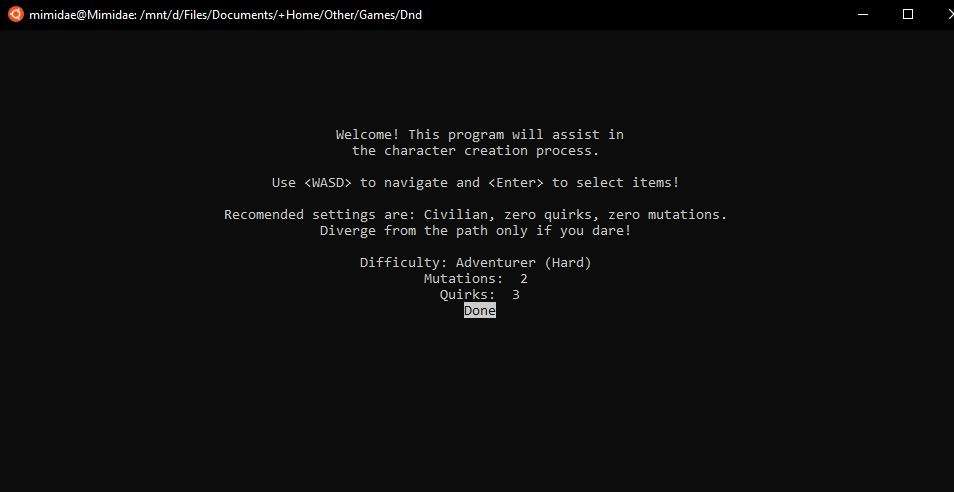 mimidae@Mimidae: /mnt/d/Files/Documents/+Home/Other/Games/Dnd
Welcome! This program will assist in
the character creation process.
Use <WASD> to navigate and <Enter> to select items!
Recomended settings are: Civilian, zero quirks, zero mutations.
Diverge from the path only if you dare!
Difficulty: Adventurer (Hard)
Mutations:  2
Quirks:  3
Done